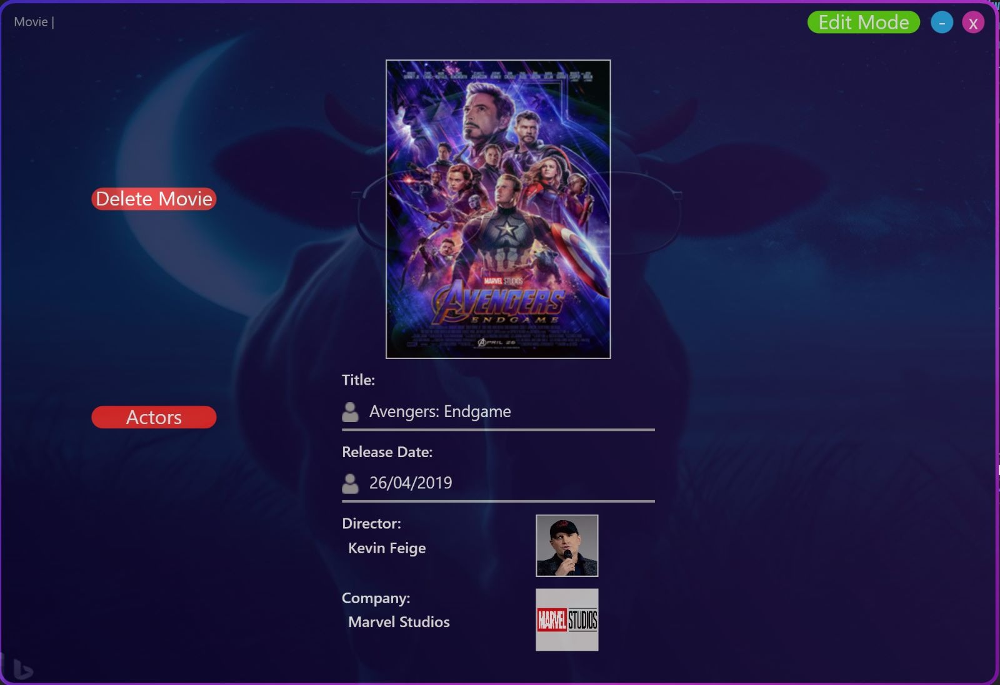 Movie |
Edit Mode
-
x
MARVEL STUDIOS
AVENGERS
ENDGAME
APRIL 26
Delete Movie
Actors
Title:
Avengers: Endgame
Release Date:
26/04/2019
Director:
Kevin Feige
Company:
Marvel Studios
MARVEL STUDIOS